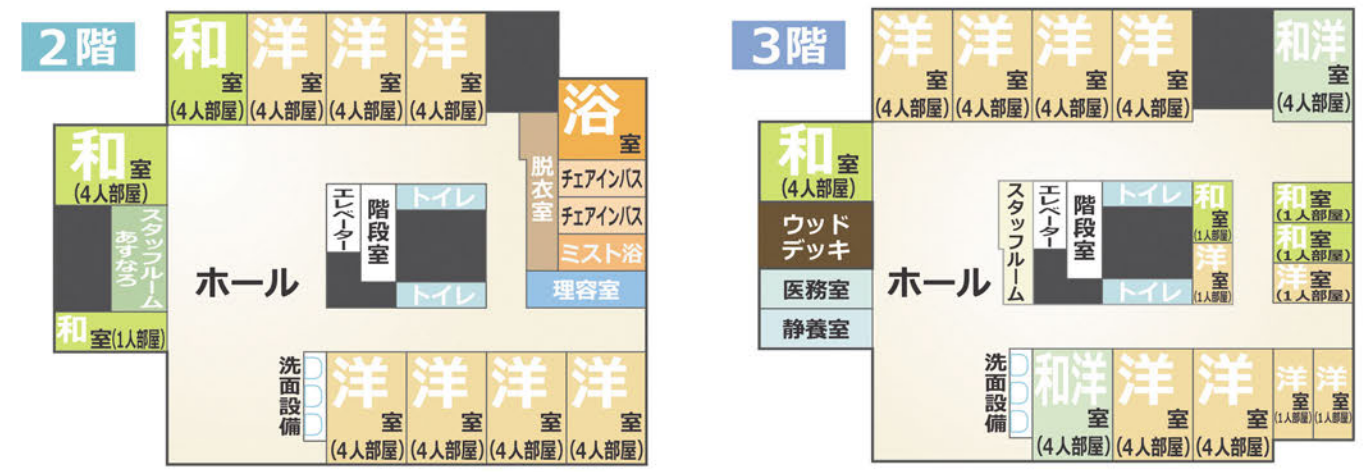 2階
和室
(4人部屋)
洋室
(4人部屋)
洋室
(4人部屋)
洋室
(4人部屋)
浴室
脱衣室
チェアインバス
チェアインバス
ミスト浴
理容室
和室
(4人部屋)
スタッフルーム
あすなろ
和室(1人部屋)
ホール
エレベーター
階段室
トイレ
トイレ
洗面設備
洋室
(4人部屋)
洋室
(4人部屋)
洋室
(4人部屋)
洋室
(4人部屋)
3階
洋室
(4人部屋)
洋室
(4人部屋)
洋室
(4人部屋)
洋室
(4人部屋)
和洋室
(4人部屋)
和室
(4人部屋)
ウッド
デッキ
医務室
静養室
ホール
スタッフルーム
エレベーター
階段室
トイレ
トイレ
和室
(1人部屋)
洋室
(1人部屋)
和室
(1人部屋)
和室
(1人部屋)
洋室
(1人部屋)
洗面設備
和洋室
(4人部屋)
洋室
(4人部屋)
洋室
(4人部屋)
洋室
(1人部屋)
洋室
(1人部屋)